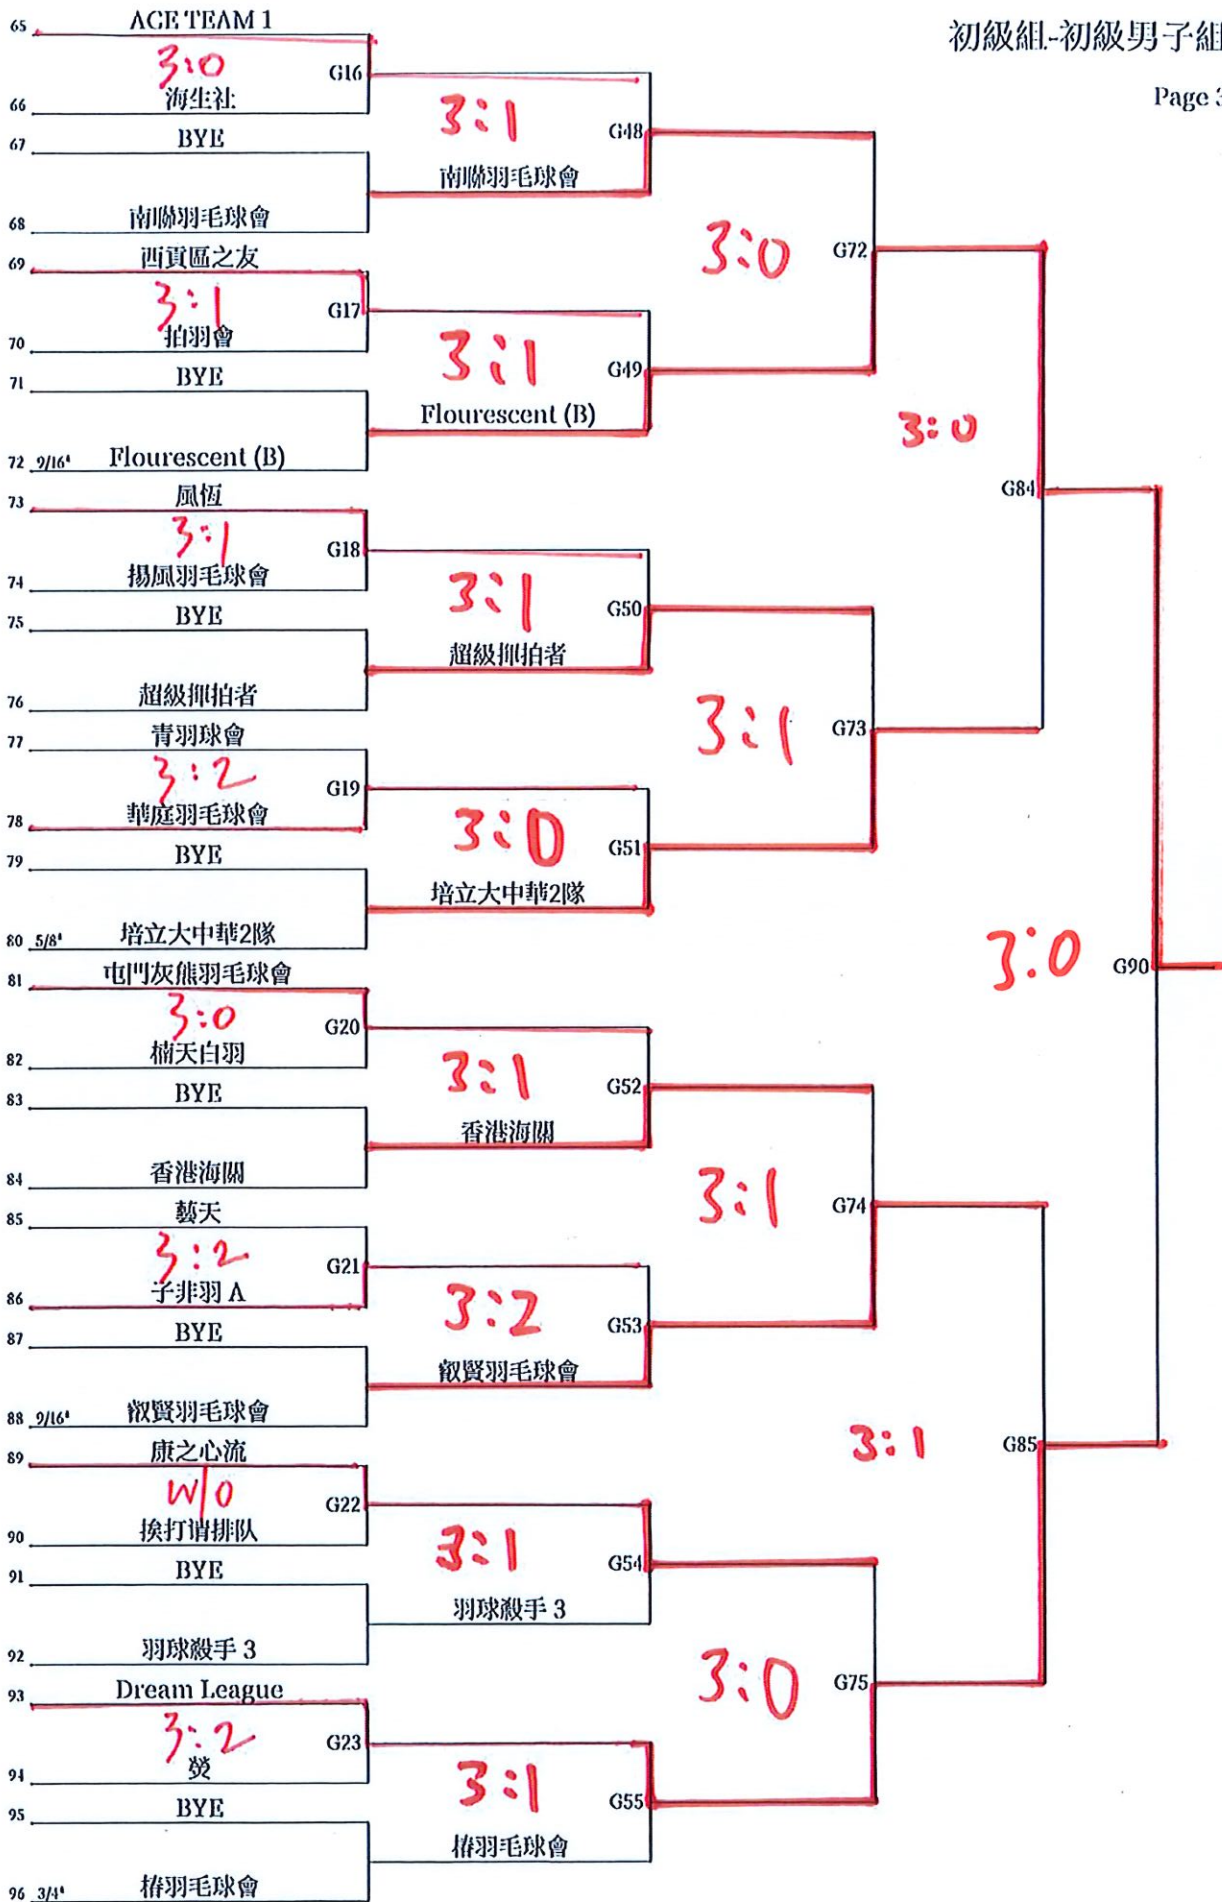 初級組-初級男子組
Page 3
65 ACE TEAM 1
3:0
G16
66 海生社
3:1
G48
67 BYE
南聯羽毛球會
68 南聯羽毛球會
3:0
G72
69 西貢區之友
3:1
G17
70 拍羽會
3:1
G49
71 BYE
Flourescent (B)
3:0
72 9/16 Flourescent (B)
73 風恆
G84
3:1
G18
74 揚風羽毛球會
3:1
G50
75 BYE
超級抑拍者
76 超級抑拍者
3:1
G73
77 青羽球會
3:2
G19
78 華庭羽毛球會
3:0
G51
79 BYE
培立大中華2隊
80 5/8 培立大中華2隊
3:0
G90
81 屯門灰熊羽毛球會
3:0
G20
82 楠天白羽
3:1
G52
83 BYE
香港海關
84 香港海關
3:1
G74
85 藝天
3:2
G21
86 子非羽 A
3:2
G53
87 BYE
叡賢羽毛球會
88 9/16 叡賢羽毛球會
3:1
G85
89 康之心流
W/O
G22
90 挨打请排队
3:1
G54
91 BYE
羽球殺手 3
92 羽球殺手 3
3:0
G75
93 Dream League
3:2
G23
94 熒
3:1
G55
95 BYE
羽毛球會
96 3/4 羽毛球會